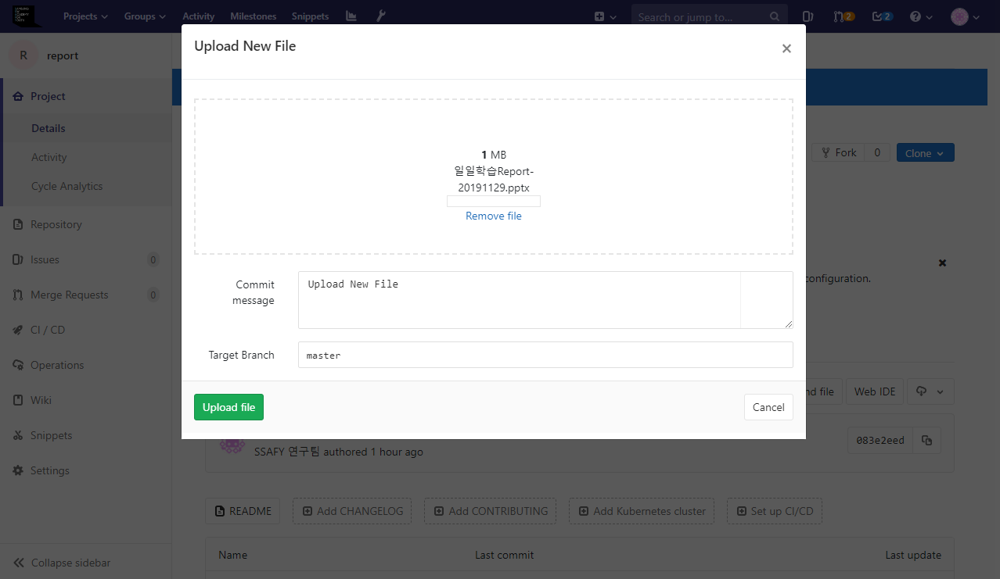 Projects Groups Activity Milestones Snippets Search or jump to... 2 2
R report
Upload New File
Project
Details
Activity
Cycle Analytics
Repository
Issues 0
Merge Requests 0
CI / CD
Operations
Wiki
Snippets
Settings
Collapse sidebar
1 MB
일일학습Report-
20191129.pptx
Remove file
Commit
message
Upload New File
Target Branch
master
Upload file Cancel
Fork 0 Clone
configuration.
file Web IDE
SSAFY 연구팀 authored 1 hour ago
083e2eed
README Add CHANGELOG Add CONTRIBUTING Add Kubernetes cluster Set up CI/CD
Name Last commit Last update